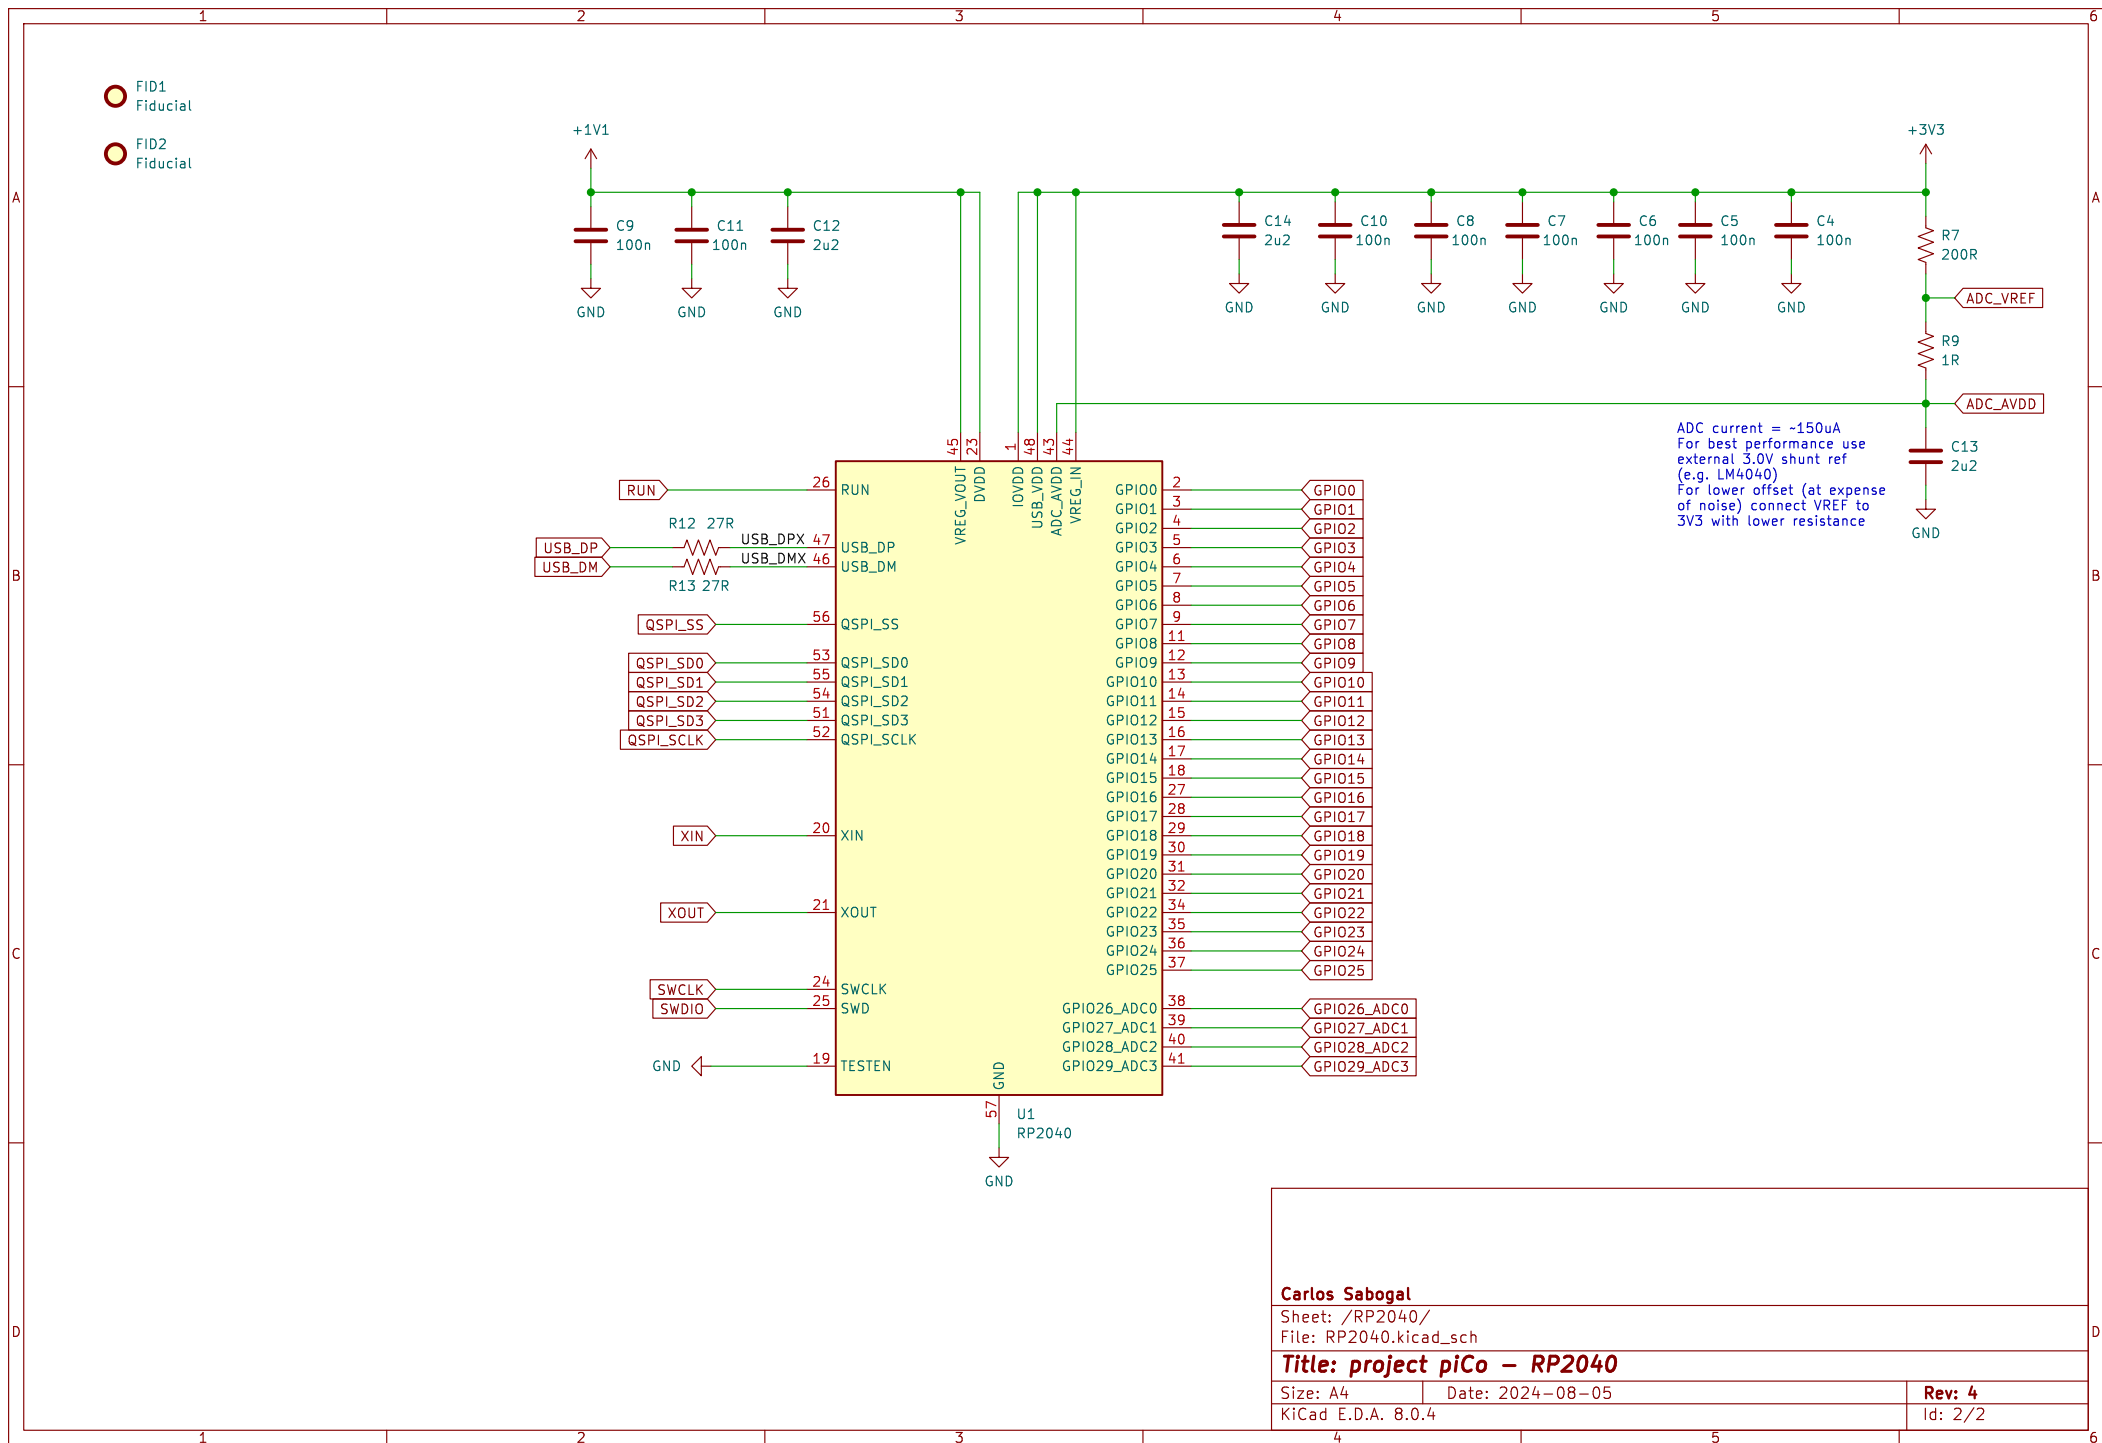 1 2 3 4 5 6
A
B
C
D
FID1
Fiducial
FID2
Fiducial
+1V1
C9
100n
GND
C11
100n
GND
C12
2u2
GND
C14
2u2
GND
C10
100n
GND
C8
100n
GND
C7
100n
GND
C6
100n
GND
C5
100n
GND
C4
100n
GND
+3V3
R7
200R
ADC_VREF
R9
1R
ADC_AVDD
C13
2u2
GND
ADC current = ~150uA
For best performance use
external 3.0V shunt ref
(e.g. LM4040)
For lower offset (at expense
of noise) connect VREF to
3V3 with lower resistance
45 VREG_VOUT
23 DVDD
1 IOVDD
48 USB_VDD
43 ADC_AVDD
44 VREG_IN
RUN 26 RUN
R12 27R
USB_DP USB_DPX 47 USB_DP
USB_DM USB_DMX 46 USB_DM
R13 27R
QSPI_SS 56 QSPI_SS
QSPI_SD0 53 QSPI_SD0
QSPI_SD1 55 QSPI_SD1
QSPI_SD2 54 QSPI_SD2
QSPI_SD3 51 QSPI_SD3
QSPI_SCLK 52 QSPI_SCLK
XIN 20 XIN
XOUT 21 XOUT
SWCLK 24 SWCLK
SWDIO 25 SWD
GND 19 TESTEN
GPIO0 2 GPIO0
GPIO1 3 GPIO1
GPIO2 4 GPIO2
GPIO3 5 GPIO3
GPIO4 6 GPIO4
GPIO5 7 GPIO5
GPIO6 8 GPIO6
GPIO7 9 GPIO7
GPIO8 11 GPIO8
GPIO9 12 GPIO9
GPIO10 13 GPIO10
GPIO11 14 GPIO11
GPIO12 15 GPIO12
GPIO13 16 GPIO13
GPIO14 17 GPIO14
GPIO15 18 GPIO15
GPIO16 27 GPIO16
GPIO17 28 GPIO17
GPIO18 29 GPIO18
GPIO19 30 GPIO19
GPIO20 31 GPIO20
GPIO21 32 GPIO21
GPIO22 34 GPIO22
GPIO23 35 GPIO23
GPIO24 36 GPIO24
GPIO25 37 GPIO25
GPIO26_ADC0 38 GPIO26_ADC0
GPIO27_ADC1 39 GPIO27_ADC1
GPIO28_ADC2 40 GPIO28_ADC2
GPIO29_ADC3 41 GPIO29_ADC3
GND
57
U1
RP2040
GND
Carlos Sabogal
Sheet: /RP2040/
File: RP2040.kicad_sch
Title: project piCo – RP2040
Size: A4 Date: 2024-08-05 Rev: 4
KiCad E.D.A. 8.0.4 Id: 2/2
A
B
C
D
1 2 3 4 5 6